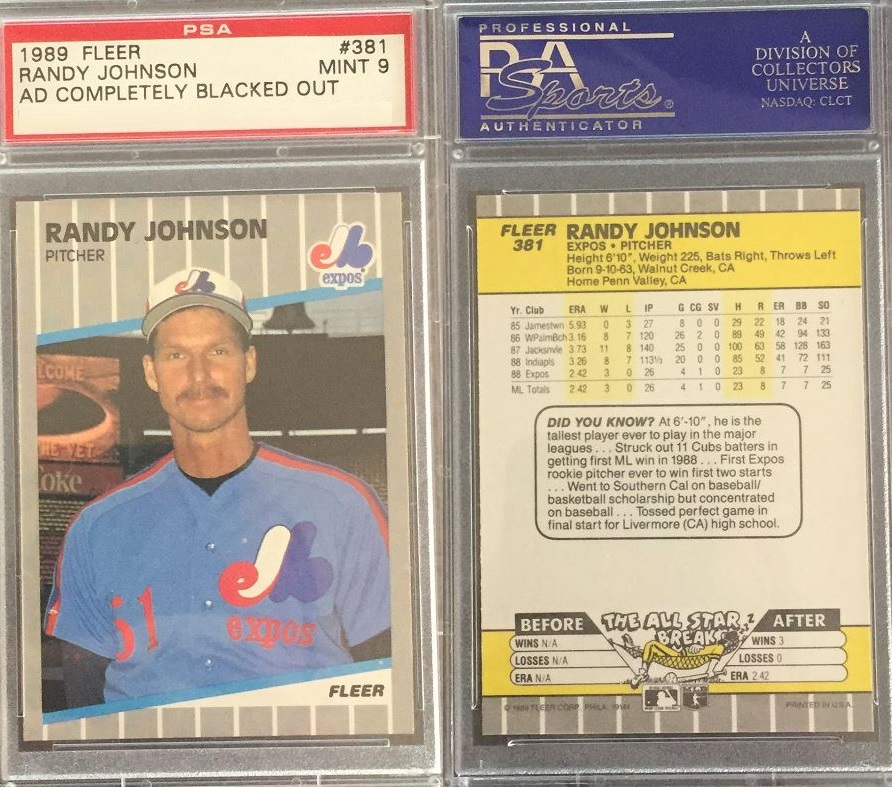 PSA
1989 FLEER #381
RANDY JOHNSON MINT 9
AD COMPLETELY BLACKED OUT
RANDY JOHNSON
PITCHER
expos
COME
YET
Coke
51
expos
FLEER
PROFESSIONAL
PSA
Sports®
AUTHENTICATOR
A
DIVISION OF
COLLECTORS
UNIVERSE
NASDAQ: CLCT
FLEER
381
RANDY JOHNSON
EXPOS • PITCHER
Height 6'10", Weight 225, Bats Right, Throws Left
Born 9-10-63, Walnut Creek, CA
Home Penn Valley, CA
Yr. Club ERA W L IP G CG SV H R ER BB SO
85 Jamestwn 5.93 0 3 27 8 0 0 29 22 18 24 21
86 WPalmBch 3.16 8 7 120 26 2 0 89 49 42 94 133
87 Jacksnvle 3.73 11 8 140 25 0 0 100 63 58 128 163
88 Indiapls 3.26 8 7 113⅓ 20 0 0 85 52 41 72 111
88 Expos 2.42 3 0 26 4 1 0 23 8 7 7 25
ML Totals 2.42 3 0 26 4 1 0 23 8 7 7 25
DID YOU KNOW? At 6'-10", he is the
tallest player ever to play in the major
leagues . . . Struck out 11 Cubs batters in
getting first ML win in 1988 . . . First Expos
rookie pitcher ever to win first two starts
. . . Went to Southern Cal on baseball/
basketball scholarship but concentrated
on baseball . . . Tossed perfect game in
final start for Livermore (CA) high school.
BEFORE THE ALL STAR BREAK AFTER
WINS N/A WINS 3
LOSSES N/A LOSSES 0
ERA N/A ERA 2.42
© 1989 FLEER CORP. PHILA. 19141 PRINTED IN U.S.A.